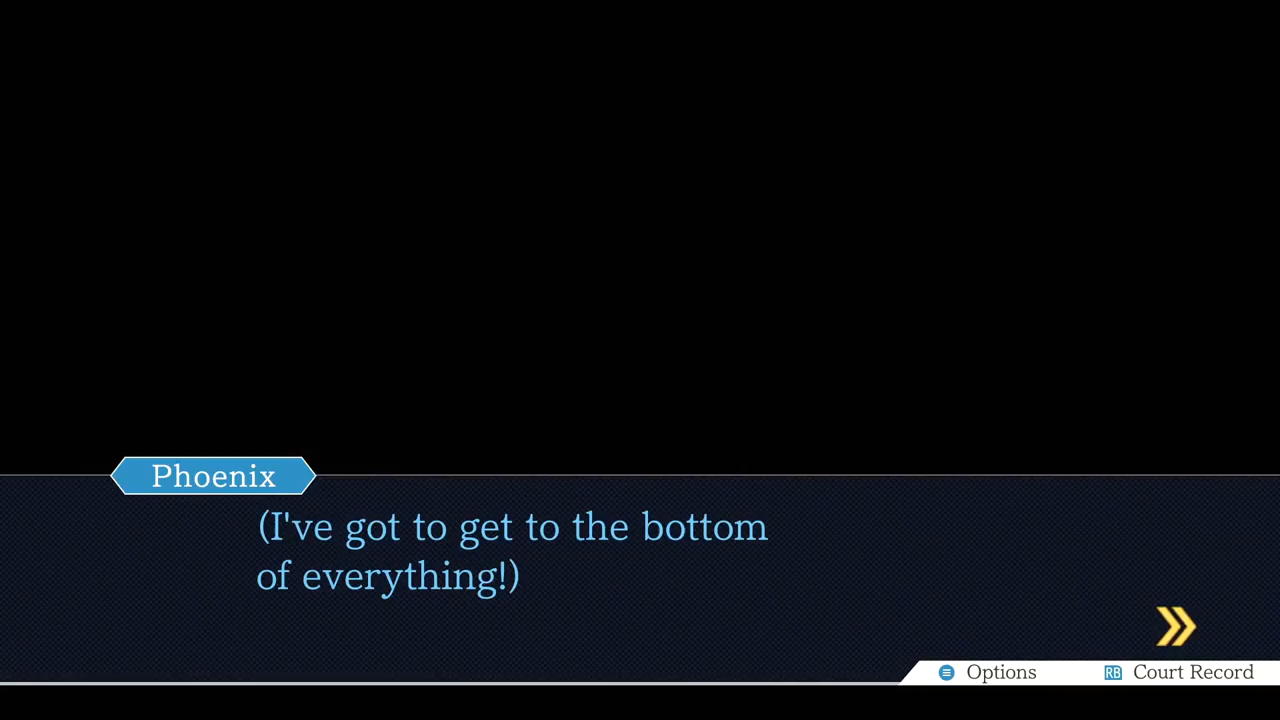 Phoenix
(I've got to get to the bottom
of everything!)
Options
RB Court Record